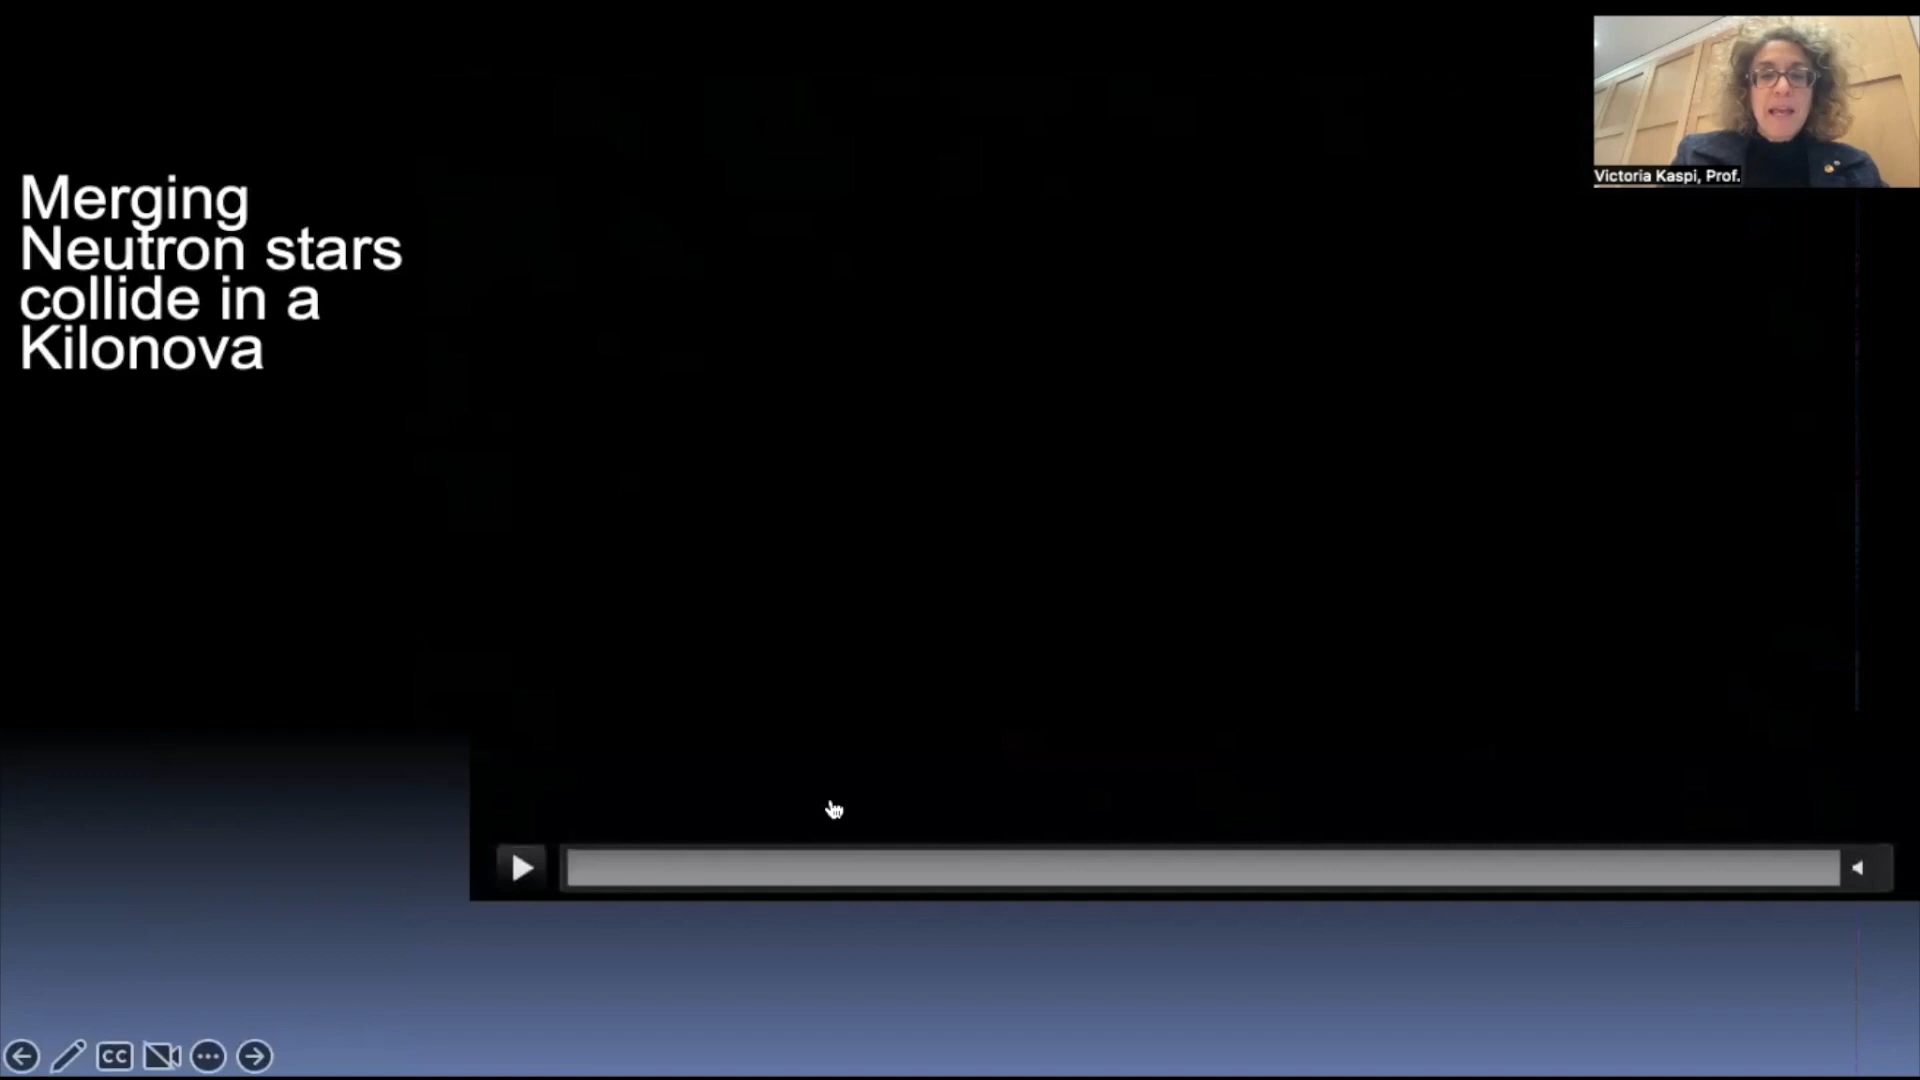 Merging
Neutron stars
collide in a
Kilonova
Victoria Kaspi, Prof.
CC